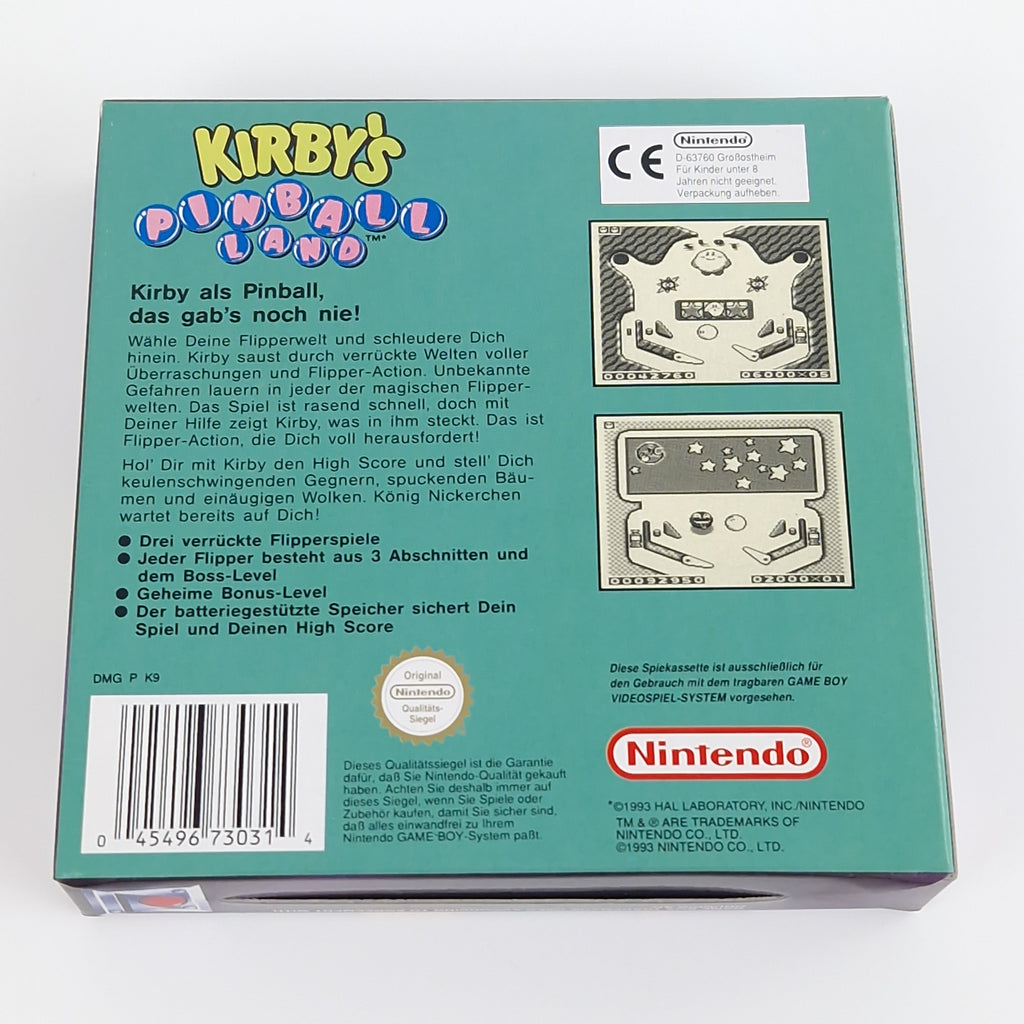 KIRBY'S
PINBALL
LAND™*
Kirby als Pinball,
das gab's noch nie!
Wähle Deine Flipperwelt und schleudere Dich
hinein. Kirby saust durch verrückte Welten voller
Überraschungen und Flipper-Action. Unbekannte
Gefahren lauern in jeder der magischen Flipper-
welten. Das Spiel ist rasend schnell, doch mit
Deiner Hilfe zeigt Kirby, was in ihm steckt. Das ist
Flipper-Action, die Dich voll herausfordert!
Hol' Dir mit Kirby den High Score und stell' Dich
keulenschwingenden Gegnern, spuckenden Bäu-
men und einäugigen Wolken. König Nickerchen
wartet bereits auf Dich!
● Drei verrückte Flipperspiele
● Jeder Flipper besteht aus 3 Abschnitten und
dem Boss-Level
● Geheime Bonus-Level
● Der batteriegestützte Speicher sichert Dein
Spiel und Deinen High Score
DMG P K9
0 45496 73031 4
Original
Nintendo
Qualitäts-
Siegel
Dieses Qualitätssiegel ist die Garantie
dafür, daß Sie Nintendo-Qualität gekauft
haben. Achten Sie deshalb immer auf
dieses Siegel, wenn Sie Spiele oder
Zubehör kaufen, damit Sie sicher sind,
daß alles einwandfrei zu Ihrem
Nintendo GAME BOY-System paßt.
CE
Nintendo®
D-63760 Großostheim
Für Kinder unter 8
Jahren nicht geeignet.
Verpackung aufheben.
00042760 06000×05
00092950 02000×01
Diese Spielkassette ist ausschließlich für
den Gebrauch mit dem tragbaren GAME BOY
VIDEOSPIEL-SYSTEM vorgesehen.
Nintendo®
*©1993 HAL LABORATORY, INC./NINTENDO
TM & ® ARE TRADEMARKS OF
NINTENDO CO., LTD.
©1993 NINTENDO CO., LTD.